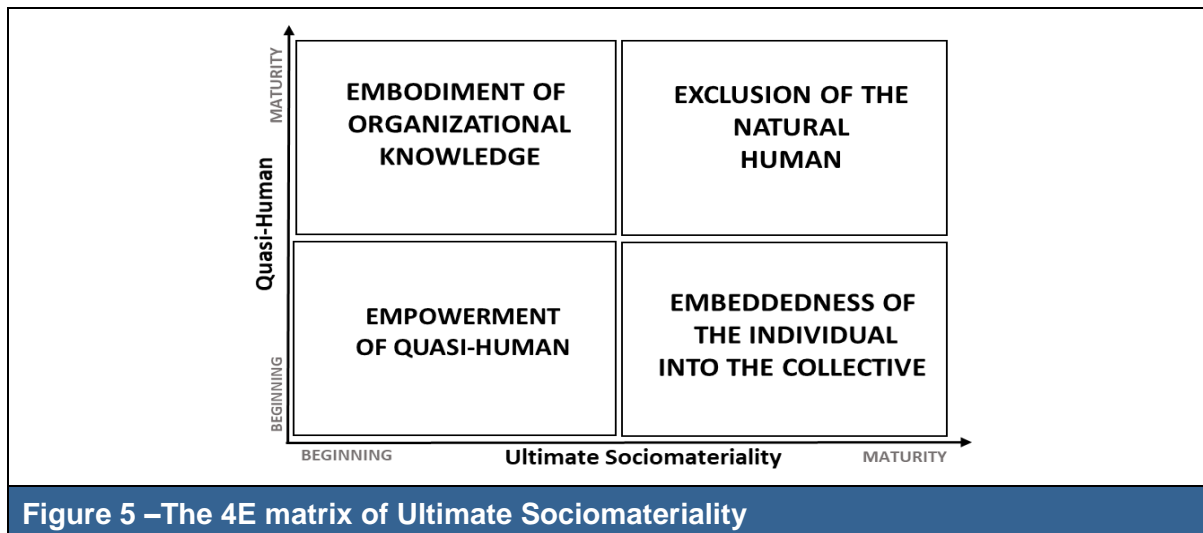 MATURITY
EMBODIMENT OF
ORGANIZATIONAL
KNOWLEDGE
EXCLUSION OF THE
NATURAL
HUMAN
Quasi-Human
EMPOWERMENT
OF QUASI-HUMAN
EMBEDDEDNESS OF
THE INDIVIDUAL
INTO THE COLLECTIVE
BEGINNING
BEGINNING
Ultimate Sociomateriality
MATURITY
Figure 5 –The 4E matrix of Ultimate Sociomateriality